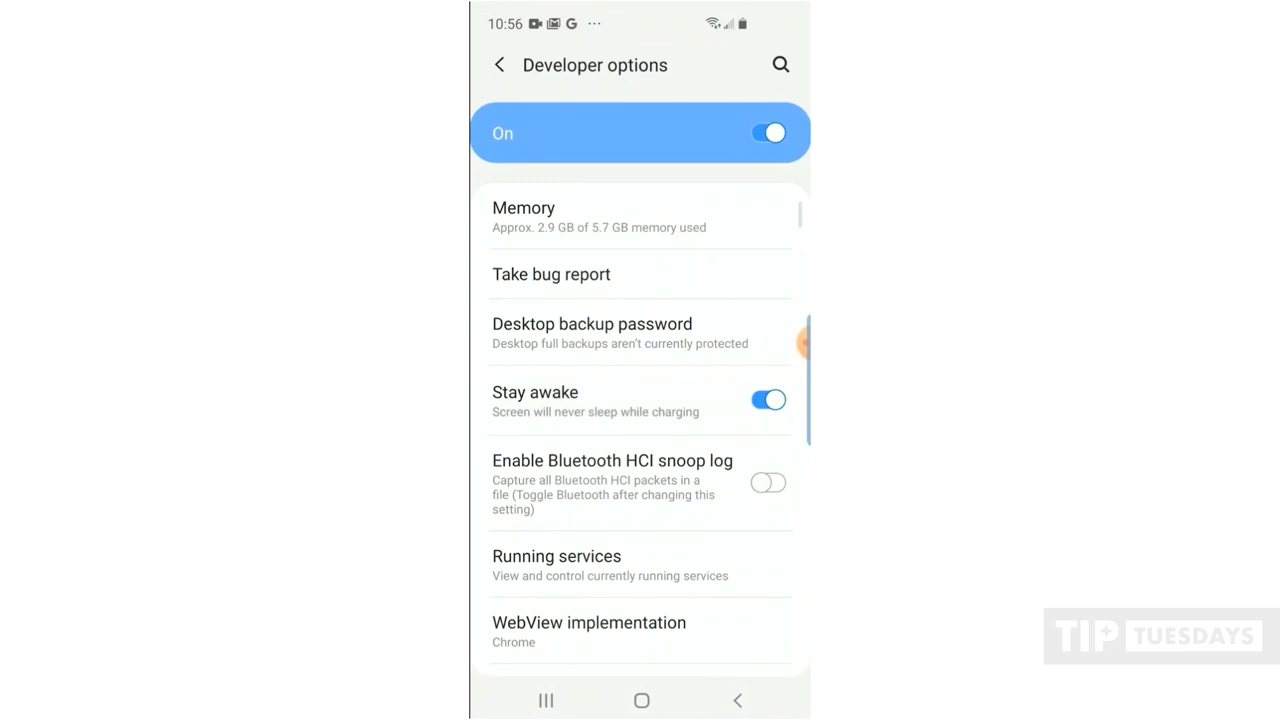 10:56
Developer options
On
Memory
Approx. 2.9 GB of 5.7 GB memory used
Take bug report
Desktop backup password
Desktop full backups aren't currently protected
Stay awake
Screen will never sleep while charging
Enable Bluetooth HCI snoop log
Capture all Bluetooth HCI packets in a
file (Toggle Bluetooth after changing this
setting)
Running services
View and control currently running services
WebView implementation
Chrome
TIP TUESDAYS